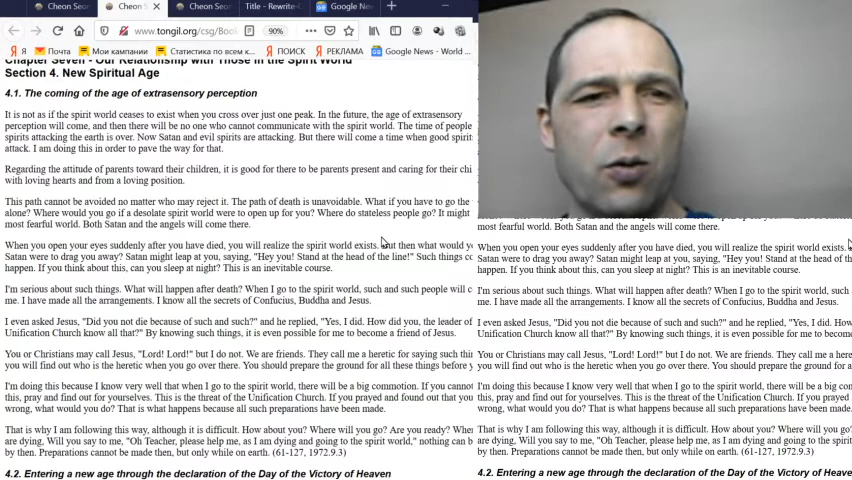 Cheon Seon
Cheon S
Cheon Seon
Title - Rewrite-C
Google Nev
90%
www.tongil.org/csg/Boo
Я
Почта
Мои кампании
Статистика по всем к...
ПОИСК
РЕКЛАМА
Google News - World ...
Chapter Seven - Our Relationship with Those in the Spirit World
Section 4. New Spiritual Age
4.1. The coming of the age of extrasensory perception
It is not as if the spirit world ceases to exist when you cross over just one peak. In the future, the age of extrasensory
perception will come, and then there will be no one who cannot communicate with the spirit world. The time of people
spirits attacking the earth is over. Now Satan and evil spirits are attacking. But there will come a time when good spirits
attack. I am doing this in order to pave the way for that.
Regarding the attitude of parents toward their children, it is good for there to be parents present and caring for their chi
with loving hearts and from a loving position.
This path cannot be avoided no matter who may reject it. The path of death is unavoidable. What if you have to go the
alone? Where would you go if a desolate spirit world were to open up for you? Where do stateless people go? It might
most fearful world. Both Satan and the angels will come there.
When you open your eyes suddenly after you have died, you will realize the spirit world exists. But then what would yo
Satan were to drag you away? Satan might leap at you, saying, "Hey you! Stand at the head of the line!" Such things co
happen. If you think about this, can you sleep at night? This is an inevitable course.
I'm serious about such things. What will happen after death? When I go to the spirit world, such and such people will c
me. I have made all the arrangements. I know all the secrets of Confucius, Buddha and Jesus.
I even asked Jesus, "Did you not die because of such and such?" and he replied, "Yes, I did. How did you, the leader of
Unification Church know all that?" By knowing such things, it is even possible for me to become a friend of Jesus.
You or Christians may call Jesus, "Lord! Lord!" but I do not. We are friends. They call me a heretic for saying such thin
you will find out who is the heretic when you go over there. You should prepare the ground for all these things before y
I'm doing this because I know very well that when I go to the spirit world, there will be a big commotion. If you cannot
this, pray and find out for yourselves. This is the threat of the Unification Church. If you prayed and found out that you
wrong, what would you do? That is what happens because all such preparations have been made.
That is why I am following this way, although it is difficult. How about you? Where will you go? Are you ready? When
are dying, Will you say to me, "Oh Teacher, please help me, as I am dying and going to the spirit world," nothing can b
by then. Preparations cannot be made then, but only while on earth. (61-127, 1972.9.3)
4.2. Entering a new age through the declaration of the Day of the Victory of Heaven
most fearful world. Both Satan and the angels will come there.
When you open your eyes suddenly after you have died, you will realize the spirit world exists.
Satan were to drag you away? Satan might leap at you, saying, "Hey you! Stand at the head of th
happen. If you think about this, can you sleep at night? This is an inevitable course.
I'm serious about such things. What will happen after death? When I go to the spirit world, such
me. I have made all the arrangements. I know all the secrets of Confucius, Buddha and Jesus.
I even asked Jesus, "Did you not die because of such and such?" and he replied, "Yes, I did. How
Unification Church know all that?" By knowing such things, it is even possible for me to become
You or Christians may call Jesus, "Lord! Lord!" but I do not. We are friends. They call me a here
you will find out who is the heretic when you go over there. You should prepare the ground for a
I'm doing this because I know very well that when I go to the spirit world, there will be a big con
this, pray and find out for yourselves. This is the threat of the Unification Church. If you prayed
wrong, what would you do? That is what happens because all such preparations have been made.
That is why I am following this way, although it is difficult. How about you? Where will you go?
are dying, Will you say to me, "Oh Teacher, please help me, as I am dying and going to the spirit
by then. Preparations cannot be made then, but only while on earth. (61-127, 1972.9.3)
4.2. Entering a new age through the declaration of the Day of the Victory of Heave